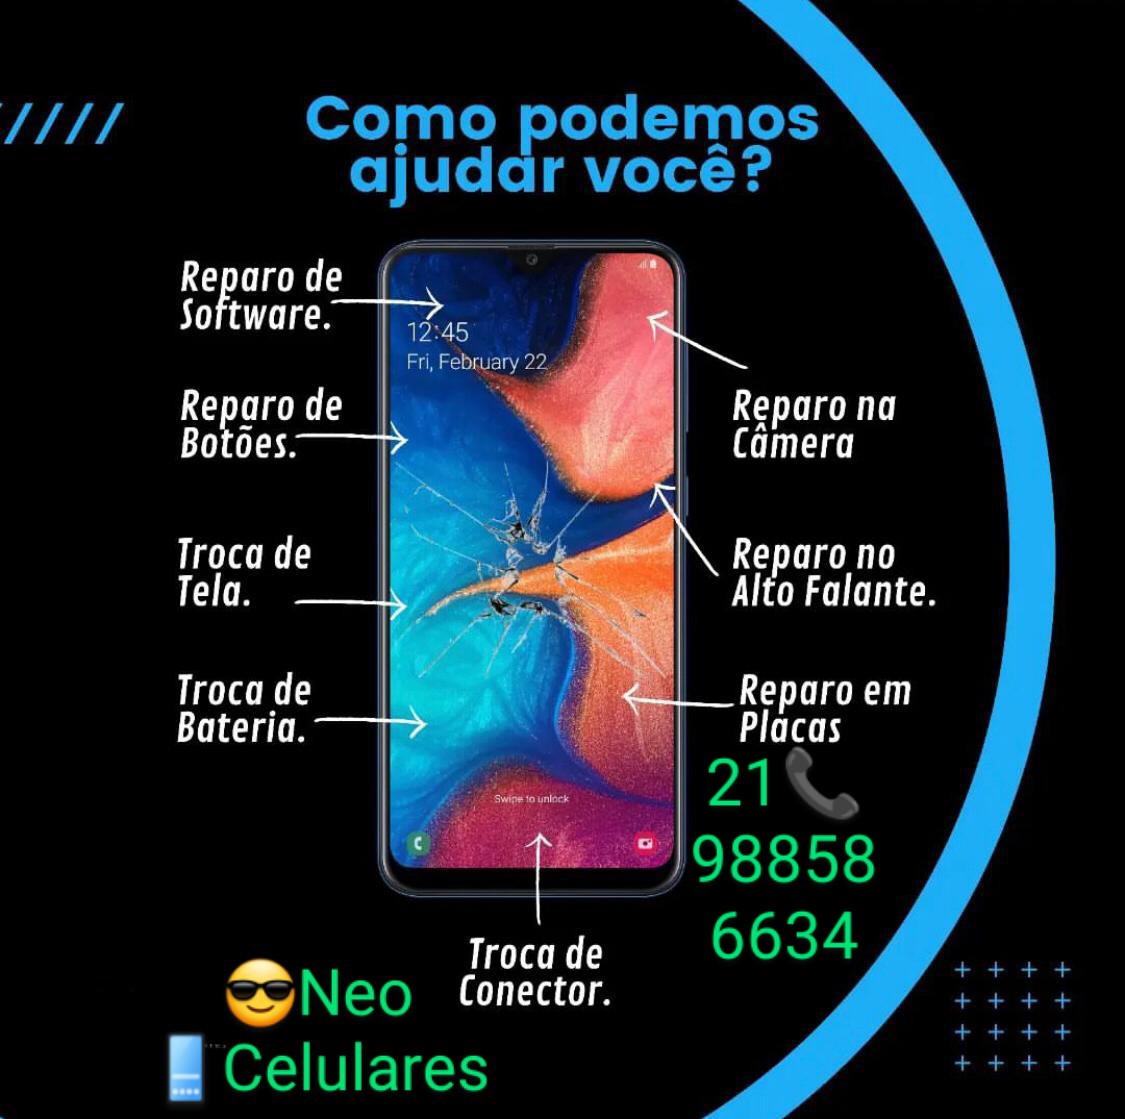 Como podemos
ajudar você?
Reparo de
Software.
12:45
Fri, February 22
Reparo de
Botões.
Reparo na
Câmera
Troca de
Tela.
Reparo no
Alto Falante.
Troca de
Bateria.
Reparo em
Placas
21
98858
6634
Swipe to unlock
Troca de
Conector.
Neo
Celulares